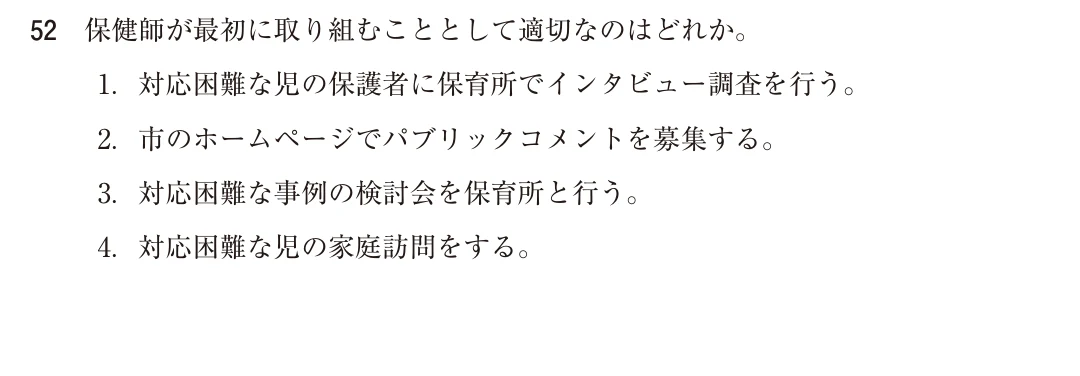 52 保健師が最初に取り組むこととして適切なのはどれか。
1. 対応困難な児の保護者に保育所でインタビュー調査を行う。
2. 市のホームページでパブリックコメントを募集する。
3. 対応困難な事例の検討会を保育所と行う。
4. 対応困難な児の家庭訪問をする。